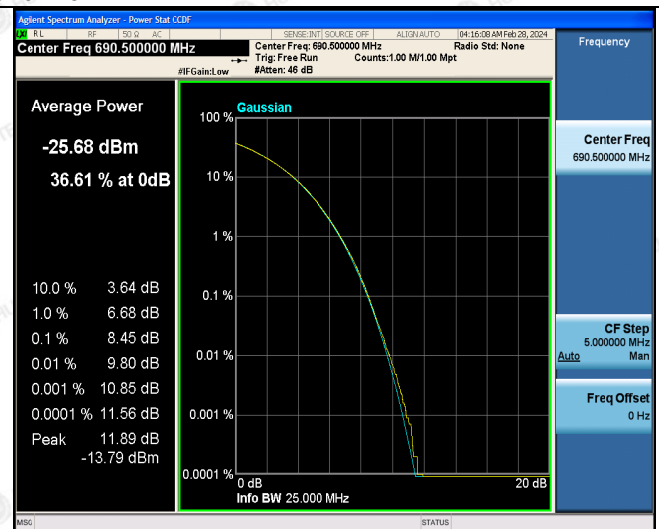 Agilent Spectrum Analyzer - Power Stat CCDF
LXI RL RF 50 Ω AC SENSE:INT SOURCE OFF ALIGNAUTO 04:16:08 AM Feb 28, 2024
Center Freq 690.500000 MHz
Center Freq: 690.500000 MHz Radio Std: None
Trig: Free Run Counts:1.00 M/1.00 Mpt
#IFGain:Low #Atten: 46 dB
Frequency
Average Power
-25.68 dBm
36.61 % at 0dB
10.0 % 3.64 dB
1.0 % 6.68 dB
0.1 % 8.45 dB
0.01 % 9.80 dB
0.001 % 10.85 dB
0.0001 % 11.56 dB
Peak 11.89 dB
-13.79 dBm
Gaussian
100 %
10 %
1 %
0.1 %
0.01 %
0.001 %
0.0001 %
0 dB 20 dB
Info BW 25.000 MHz
Center Freq
690.500000 MHz
CF Step
5.000000 MHz
Auto Man
Freq Offset
0 Hz
MSG STATUS